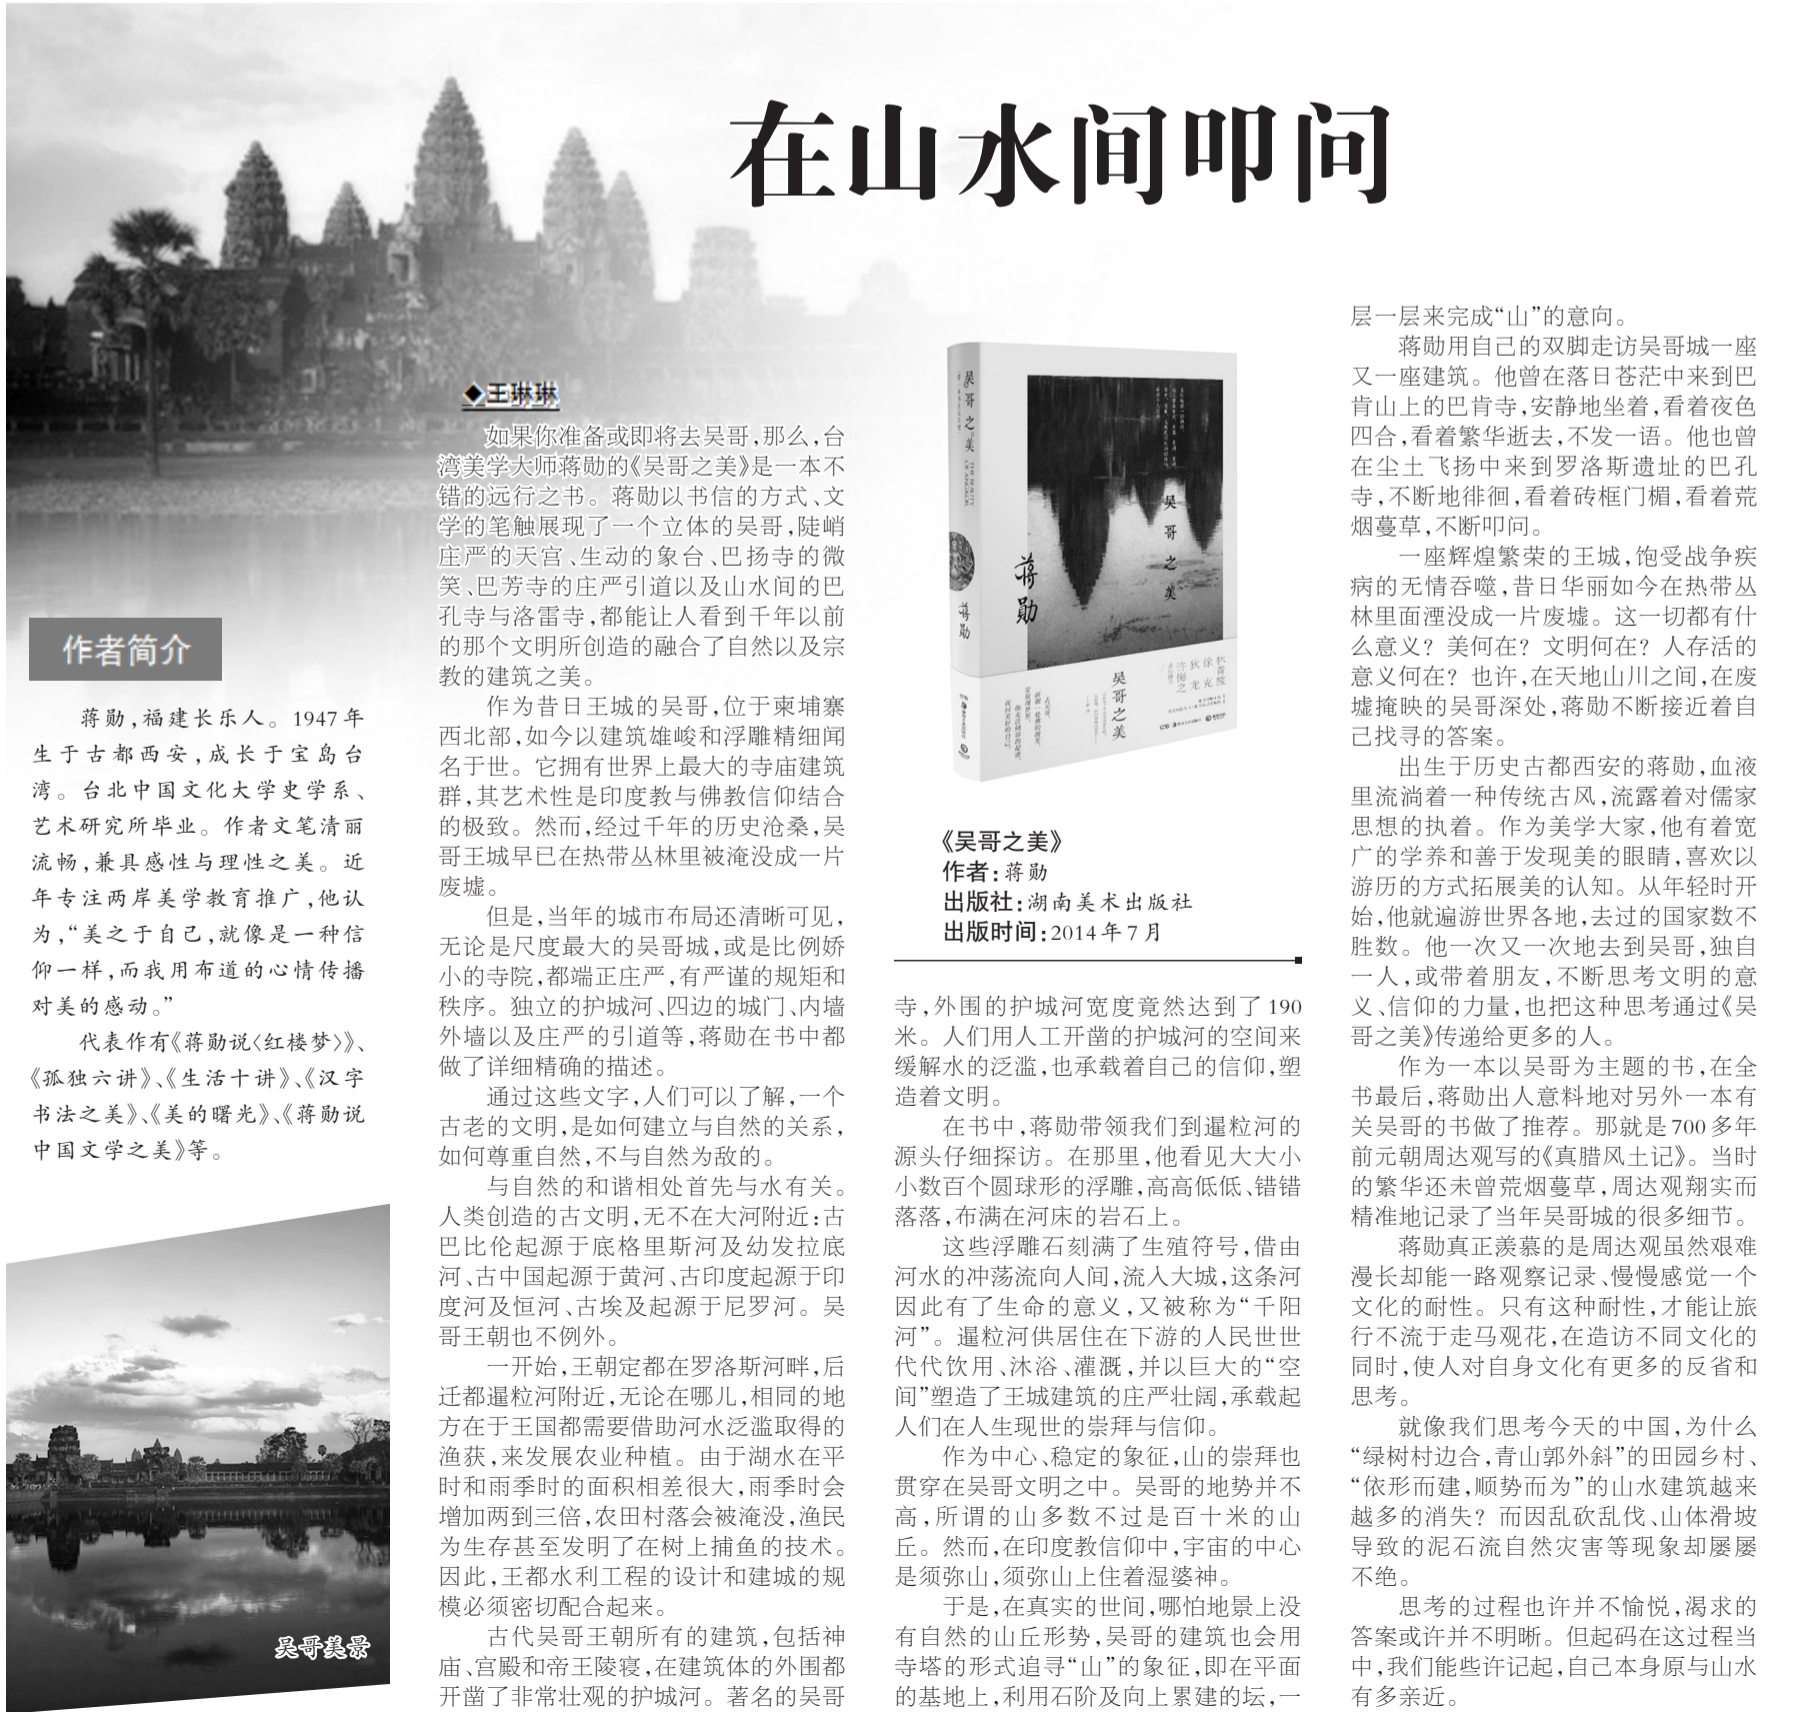 在山水间叩问
◆王琳琳
如果你准备或即将去吴哥,那么,台
湾美学大师蒋勋的《吴哥之美》是一本不
错的远行之书。蒋勋以书信的方式、文
学的笔触展现了一个立体的吴哥,陡峭
庄严的天宫、生动的象台、巴扬寺的微
笑、巴芳寺的庄严引道以及山水间的巴
孔寺与洛雷寺,都能让人看到千年以前
的那个文明所创造的融合了自然以及宗
教的建筑之美。
作为昔日王城的吴哥,位于柬埔寨
西北部,如今以建筑雄峻和浮雕精细闻
名于世。它拥有世界上最大的寺庙建筑
群,其艺术性是印度教与佛教信仰结合
的极致。然而,经过千年的历史沧桑,吴
哥王城早已在热带丛林里被淹没成一片
废墟。
但是,当年的城市布局还清晰可见,
无论是尺度最大的吴哥城,或是比例娇
小的寺院,都端正庄严,有严谨的规矩和
秩序。独立的护城河、四边的城门、内墙
外墙以及庄严的引道等,蒋勋在书中都
做了详细精确的描述。
通过这些文字,人们可以了解,一个
古老的文明,是如何建立与自然的关系,
如何尊重自然,不与自然为敌的。
与自然的和谐相处首先与水有关。
人类创造的古文明,无不在大河附近:古
巴比伦起源于底格里斯河及幼发拉底
河、古中国起源于黄河、古印度起源于印
度河及恒河、古埃及起源于尼罗河。吴
哥王朝也不例外。
一开始,王朝定都在罗洛斯河畔,后
迁都暹粒河附近,无论在哪儿,相同的地
方在于王国都需要借助河水泛滥取得的
渔获,来发展农业种植。由于湖水在平
时和雨季时的面积相差很大,雨季时会
增加两到三倍,农田村落会被淹没,渔民
为生存甚至发明了在树上捕鱼的技术。
因此,王都水利工程的设计和建城的规
模必须密切配合起来。
古代吴哥王朝所有的建筑,包括神
庙、宫殿和帝王陵寝,在建筑体的外围都
开凿了非常壮观的护城河。著名的吴哥
寺,外围的护城河宽度竟然达到了190
米。人们用人工开凿的护城河的空间来
缓解水的泛滥,也承载着自己的信仰,塑
造着文明。
在书中,蒋勋带领我们到暹粒河的
源头仔细探访。在那里,他看见大大小
小数百个圆球形的浮雕,高高低低、错错
落落,布满在河床的岩石上。
这些浮雕石刻满了生殖符号,借由
河水的冲荡流向人间,流入大城,这条河
因此有了生命的意义,又被称为“千阳
河”。暹粒河供居住在下游的人民世世
代代饮用、沐浴、灌溉,并以巨大的“空
间”塑造了王城建筑的庄严壮阔,承载起
人们在人生现世的崇拜与信仰。
作为中心、稳定的象征,山的崇拜也
贯穿在吴哥文明之中。吴哥的地势并不
高,所谓的山多数不过是百十米的山
丘。然而,在印度教信仰中,宇宙的中心
是须弥山,须弥山上住着湿婆神。
于是,在真实的世间,哪怕地景上没
有自然的山丘形势,吴哥的建筑也会用
寺塔的形式追寻“山”的象征,即在平面
的基地上,利用石阶及向上累建的坛,一
层一层来完成“山”的意向。
蒋勋用自己的双脚走访吴哥城一座
又一座建筑。他曾在落日苍茫中来到巴
肯山上的巴肯寺,安静地坐着,看着夜色
四合,看着繁华逝去,不发一语。他也曾
在尘土飞扬中来到罗洛斯遗址的巴孔
寺,不断地徘徊,看着砖框门楣,看着荒
烟蔓草,不断叩问。
一座辉煌繁荣的王城,饱受战争疾
病的无情吞噬,昔日华丽如今在热带丛
林里面湮没成一片废墟。这一切都有什
么意义？美何在？文明何在？人存活的
意义何在？也许,在天地山川之间,在废
墟掩映的吴哥深处,蒋勋不断接近着自
己找寻的答案。
出生于历史古都西安的蒋勋,血液
里流淌着一种传统古风,流露着对儒家
思想的执着。作为美学大家,他有着宽
广的学养和善于发现美的眼睛,喜欢以
游历的方式拓展美的认知。从年轻时开
始,他就遍游世界各地,去过的国家数不
胜数。他一次又一次地去到吴哥,独自
一人,或带着朋友,不断思考文明的意
义、信仰的力量,也把这种思考通过《吴
哥之美》传递给更多的人。
作为一本以吴哥为主题的书,在全
书最后,蒋勋出人意料地对另外一本有
关吴哥的书做了推荐。那就是700多年
前元朝周达观写的《真腊风土记》。当时
的繁华还未曾荒烟蔓草,周达观翔实而
精准地记录了当年吴哥城的很多细节。
蒋勋真正羡慕的是周达观虽然艰难
漫长却能一路观察记录、慢慢感觉一个
文化的耐性。只有这种耐性,才能让旅
行不流于走马观花,在造访不同文化的
同时,使人对自身文化有更多的反省和
思考。
就像我们思考今天的中国,为什么
“绿树村边合,青山郭外斜”的田园乡村、
“依形而建,顺势而为”的山水建筑越来
越多的消失？而因乱砍乱伐、山体滑坡
导致的泥石流自然灾害等现象却屡屡
不绝。
思考的过程也许并不愉悦,渴求的
答案或许并不明晰。但起码在这过程当
中,我们能些许记起,自己本身原与山水
有多亲近。
吴哥之美
THE BEAUTY OF ANGKOR
蒋勋
吴哥之美
蒋勋
吴哥之美
林青霞
徐克
狄龙
许倬之
《吴哥之美》
作者:蒋勋
出版社:湖南美术出版社
出版时间:2014年7月
作者简介
蒋勋,福建长乐人。1947年
生于古都西安,成长于宝岛台
湾。台北中国文化大学史学系、
艺术研究所毕业。作者文笔清丽
流畅,兼具感性与理性之美。近
年专注两岸美学教育推广,他认
为,“美之于自己,就像是一种信
仰一样,而我用布道的心情传播
对美的感动。”
代表作有《蒋勋说〈红楼梦〉》、
《孤独六讲》、《生活十讲》、《汉字
书法之美》、《美的曙光》、《蒋勋说
中国文学之美》等。
吴哥美景